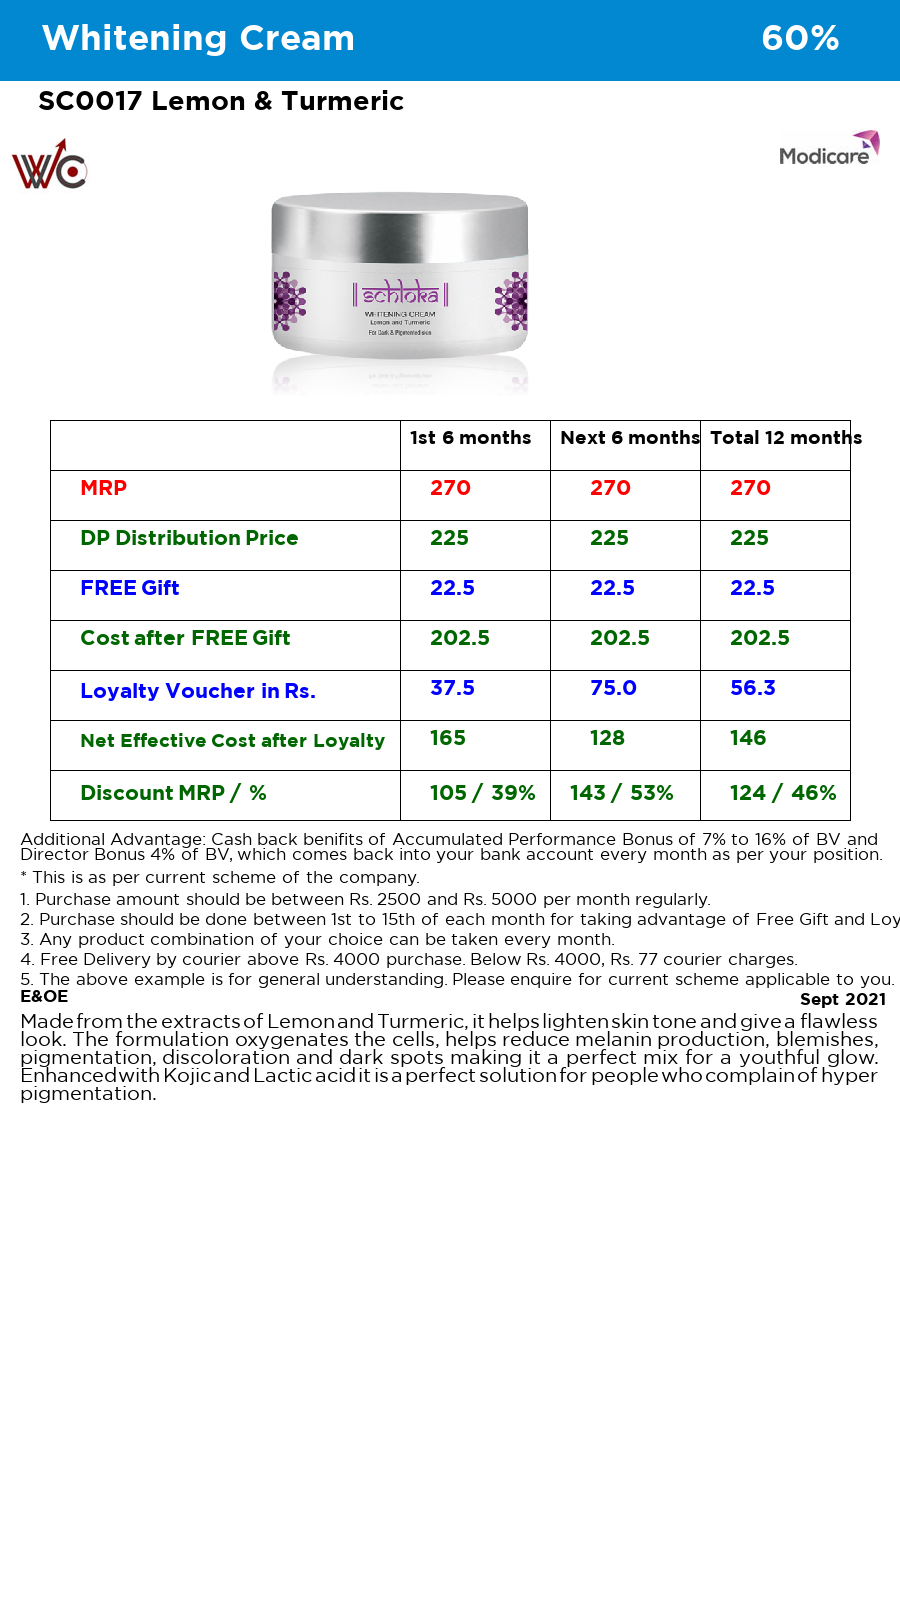 Whitening Cream 60%
SC0017 Lemon & Turmeric
WC
Modicare
schloka
WHITENING CREAM
Lemon and Turmeric
For Dark & Pigmented skin
1st 6 months Next 6 months Total 12 months
MRP 270 270 270
DP Distribution Price 225 225 225
FREE Gift 22.5 22.5 22.5
Cost after FREE Gift 202.5 202.5 202.5
Loyalty Voucher in Rs. 37.5 75.0 56.3
Net Effective Cost after Loyalty 165 128 146
Discount MRP / % 105 / 39% 143 / 53% 124 / 46%
Additional Advantage: Cash back benifits of Accumulated Performance Bonus of 7% to 16% of BV and
Director Bonus 4% of BV, which comes back into your bank account every month as per your position.
* This is as per current scheme of the company.
1. Purchase amount should be between Rs. 2500 and Rs. 5000 per month regularly.
2. Purchase should be done between 1st to 15th of each month for taking advantage of Free Gift and Loy
3. Any product combination of your choice can be taken every month.
4. Free Delivery by courier above Rs. 4000 purchase. Below Rs. 4000, Rs. 77 courier charges.
5. The above example is for general understanding. Please enquire for current scheme applicable to you.
E&OE Sept 2021
Made from the extracts of Lemon and Turmeric, it helps lighten skin tone and give a flawless
look. The formulation oxygenates the cells, helps reduce melanin production, blemishes,
pigmentation, discoloration and dark spots making it a perfect mix for a youthful glow.
Enhanced with Kojic and Lactic acid it is a perfect solution for people who complain of hyper
pigmentation.